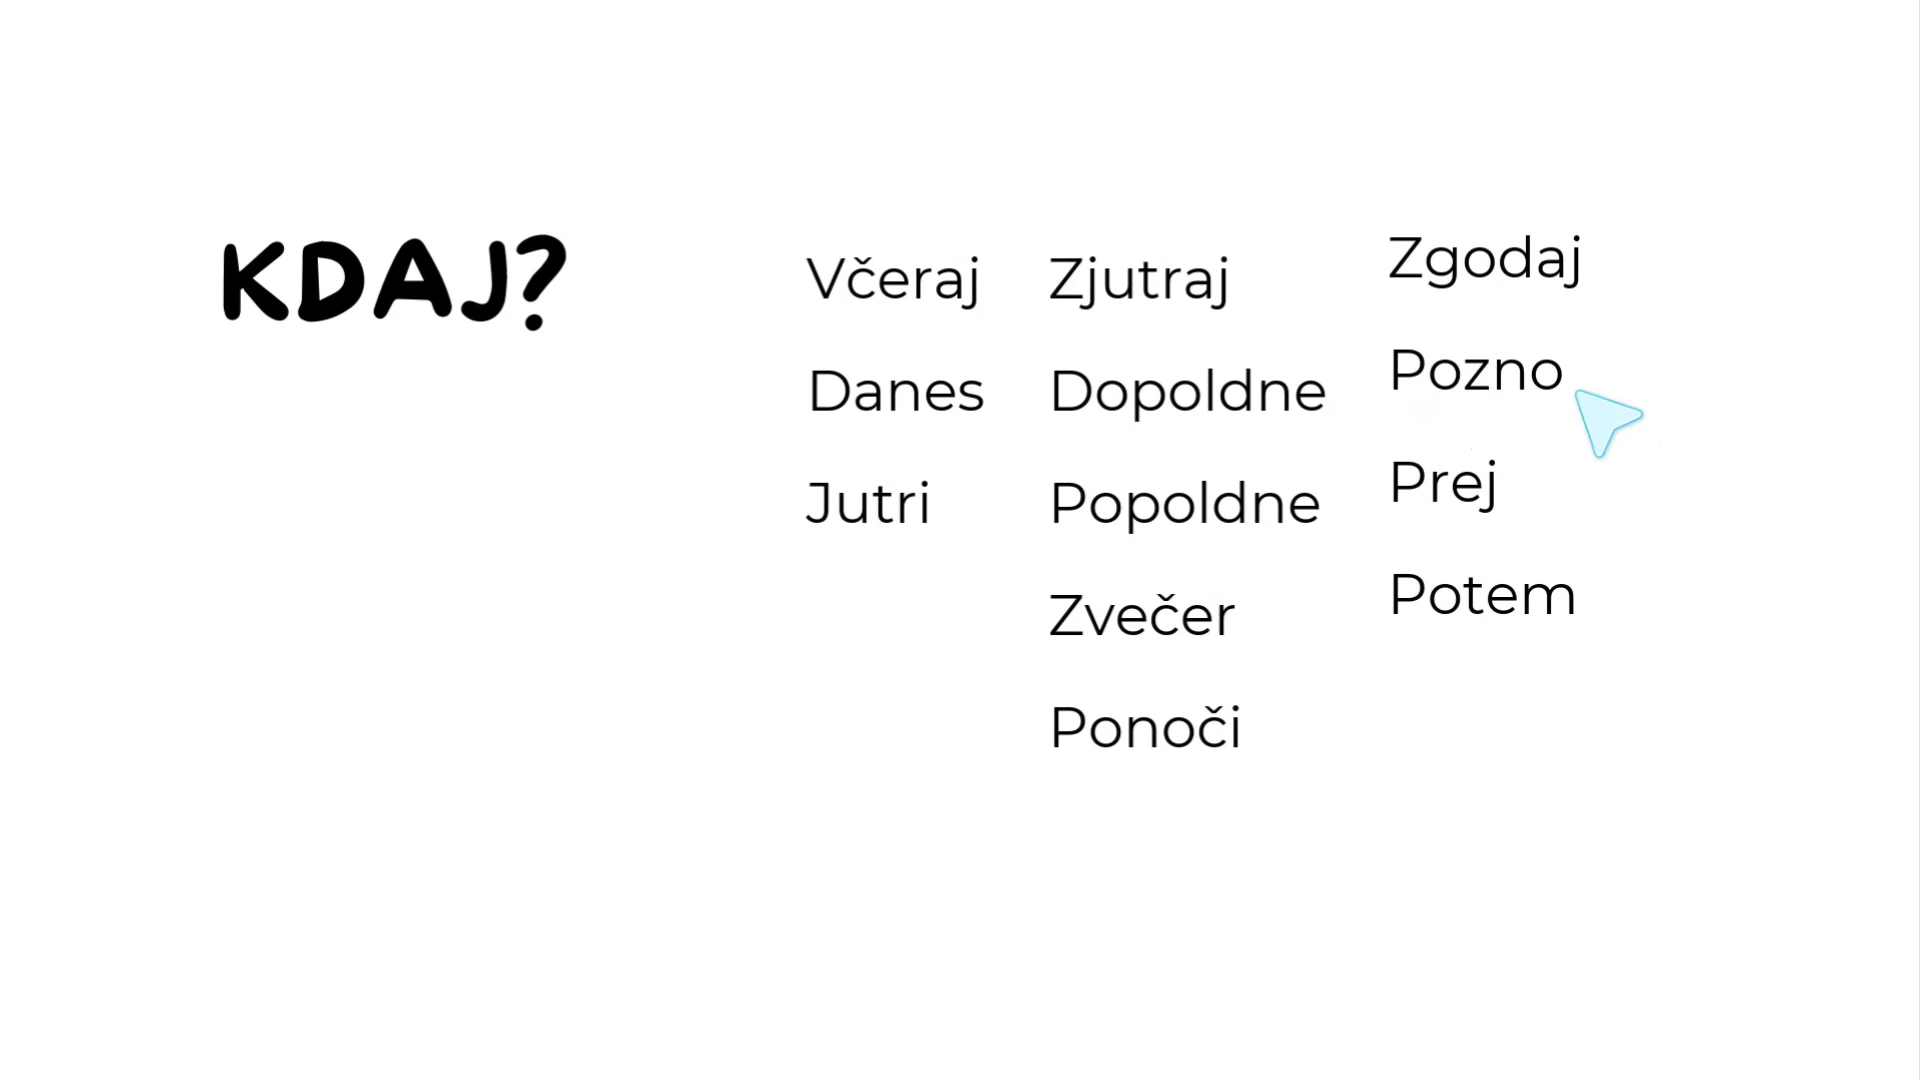 KDAJ?
Včeraj
Danes
Jutri
Zjutraj
Dopoldne
Popoldne
Zvečer
Ponoči
Zgodaj
Pozno
Prej
Potem